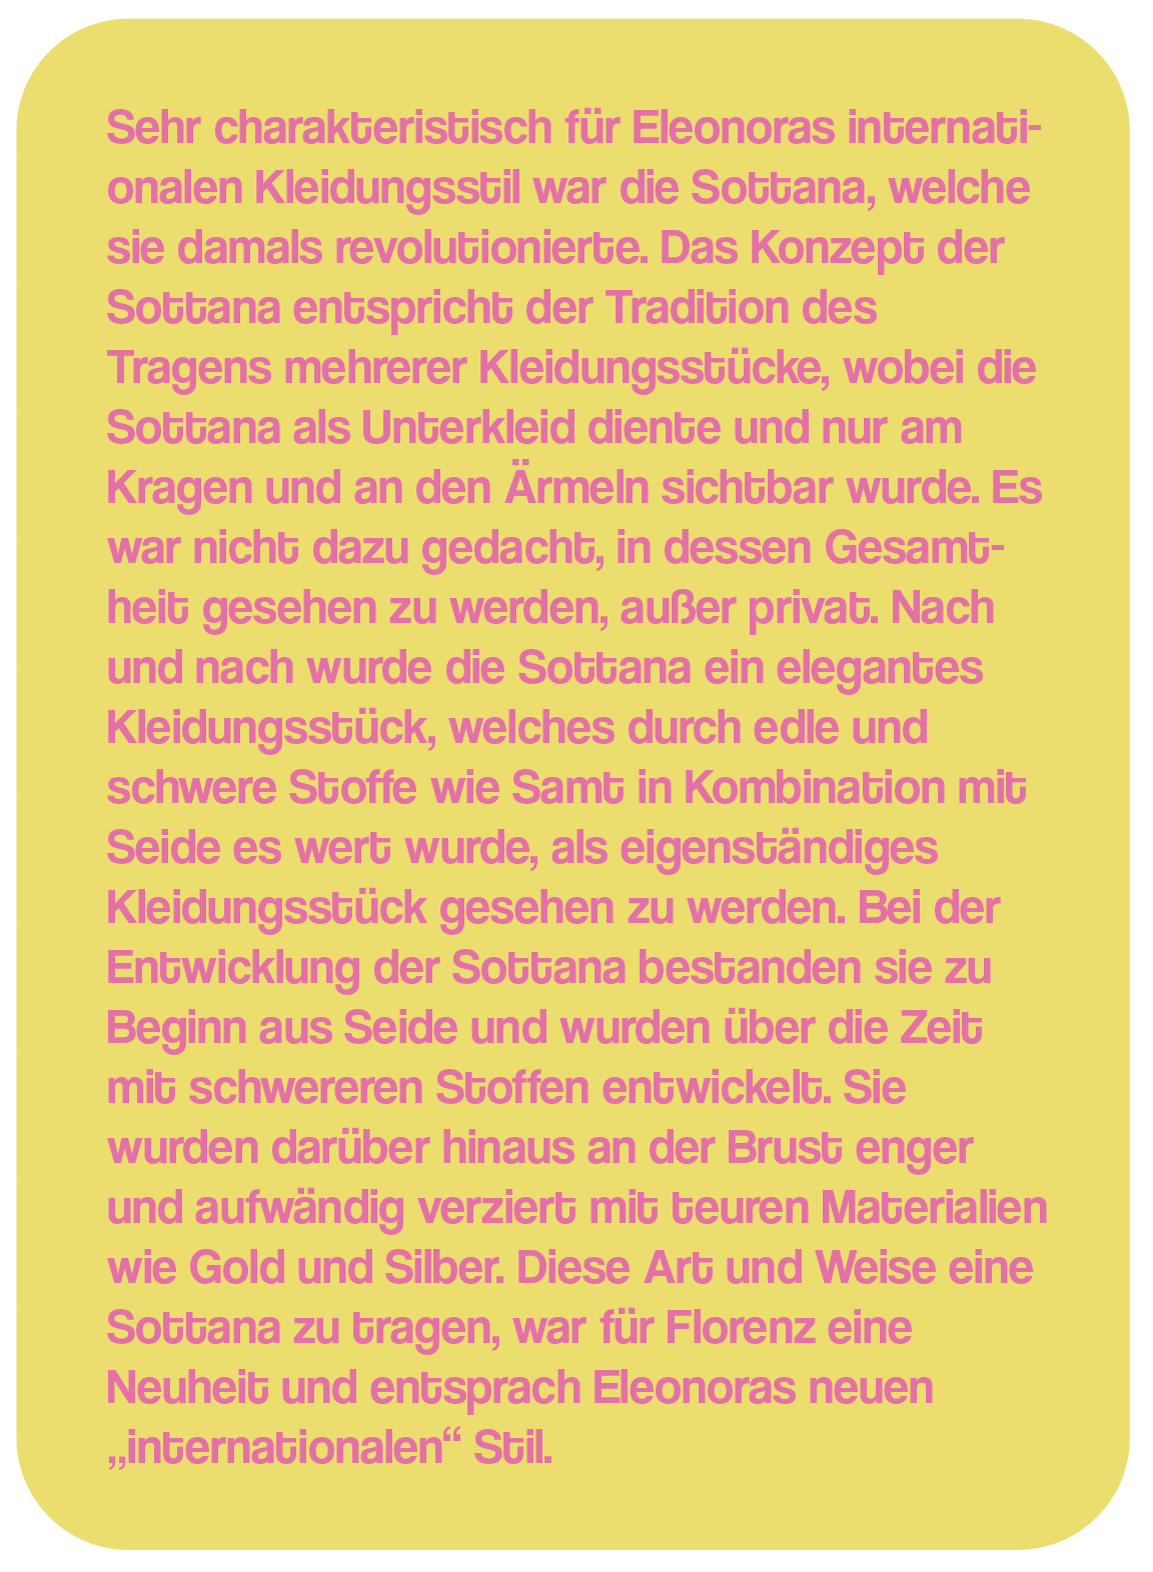 Sehr charakteristisch für Eleonoras internati-
onalen Kleidungsstil war die Sottana, welche
sie damals revolutionierte. Das Konzept der
Sottana entspricht der Tradition des
Tragens mehrerer Kleidungsstücke, wobei die
Sottana als Unterkleid diente und nur am
Kragen und an den Ärmeln sichtbar wurde. Es
war nicht dazu gedacht, in dessen Gesamt-
heit gesehen zu werden, außer privat. Nach
und nach wurde die Sottana ein elegantes
Kleidungsstück, welches durch edle und
schwere Stoffe wie Samt in Kombination mit
Seide es wert wurde, als eigenständiges
Kleidungsstück gesehen zu werden. Bei der
Entwicklung der Sottana bestanden sie zu
Beginn aus Seide und wurden über die Zeit
mit schwereren Stoffen entwickelt. Sie
wurden darüber hinaus an der Brust enger
und aufwändig verziert mit teuren Materialien
wie Gold und Silber. Diese Art und Weise eine
Sottana zu tragen, war für Florenz eine
Neuheit und entsprach Eleonoras neuen
„internationalen“ Stil.